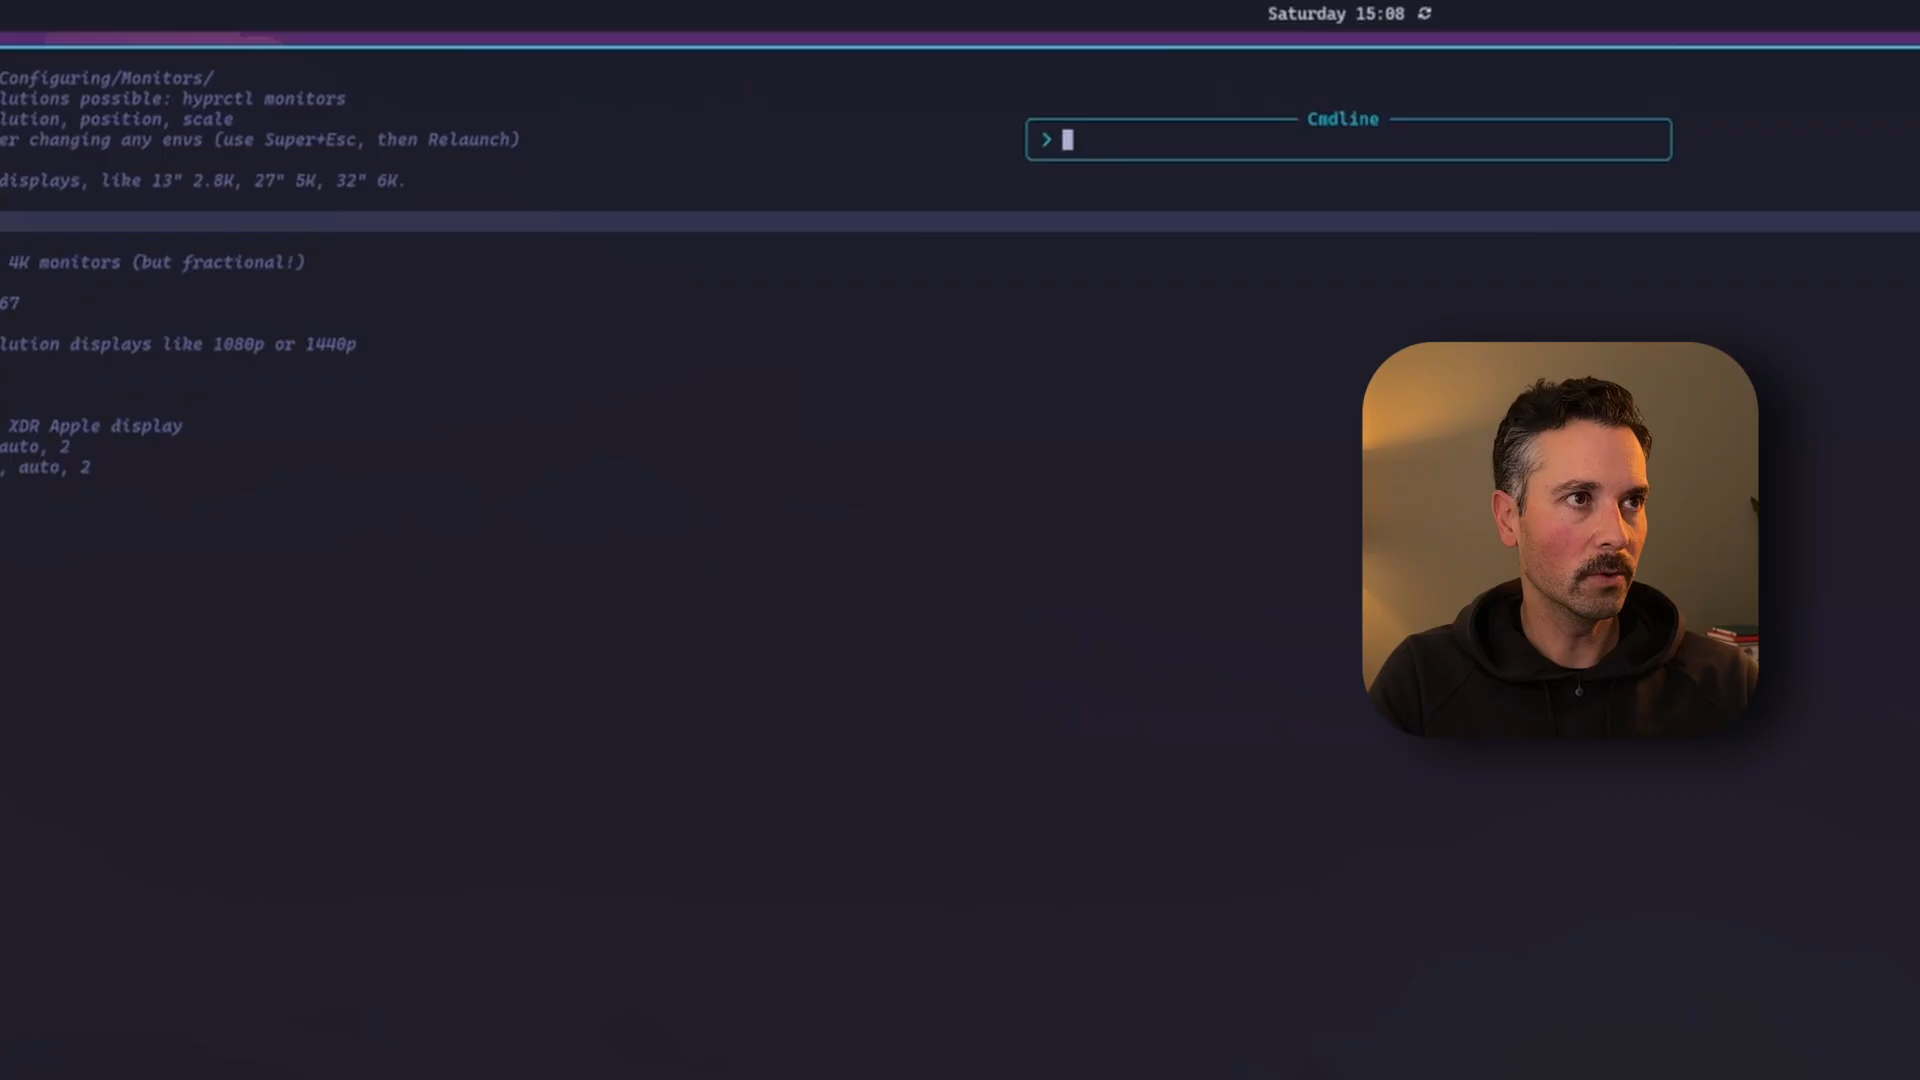 Saturday 15:08
Configuring/Monitors/
lutions possible: hyprctl monitors
lution, position, scale
er changing any envs (use Super+Esc, then Relaunch)
displays, like 13" 2.8K, 27" 5K, 32" 6K.
Cmdline
>
4K monitors (but fractional!)
67
lution displays like 1080p or 1440p
XDR Apple display
auto, 2
, auto, 2